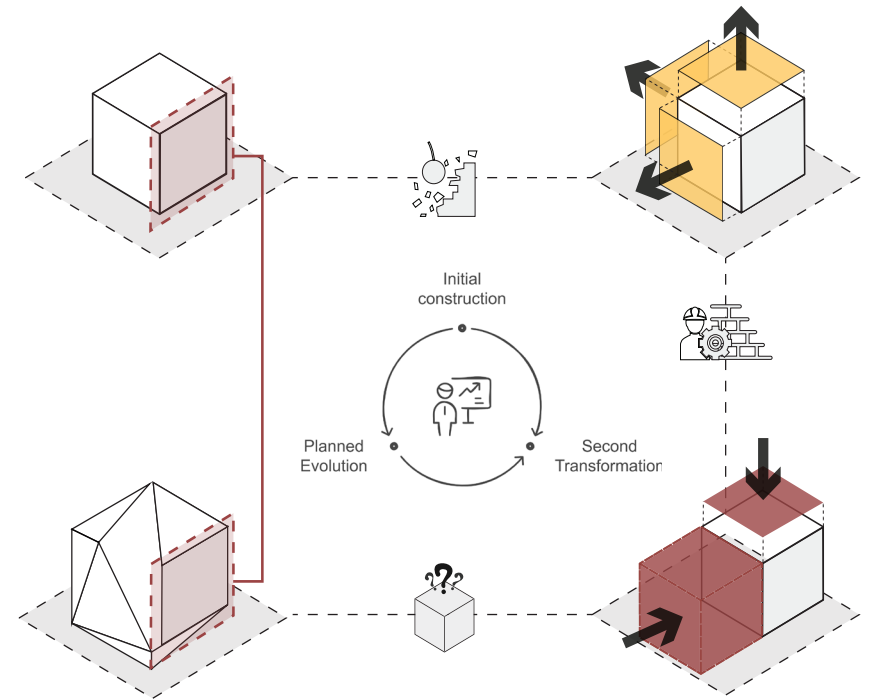 Initial
construction
Planned
Evolution
Second
Transformation
???